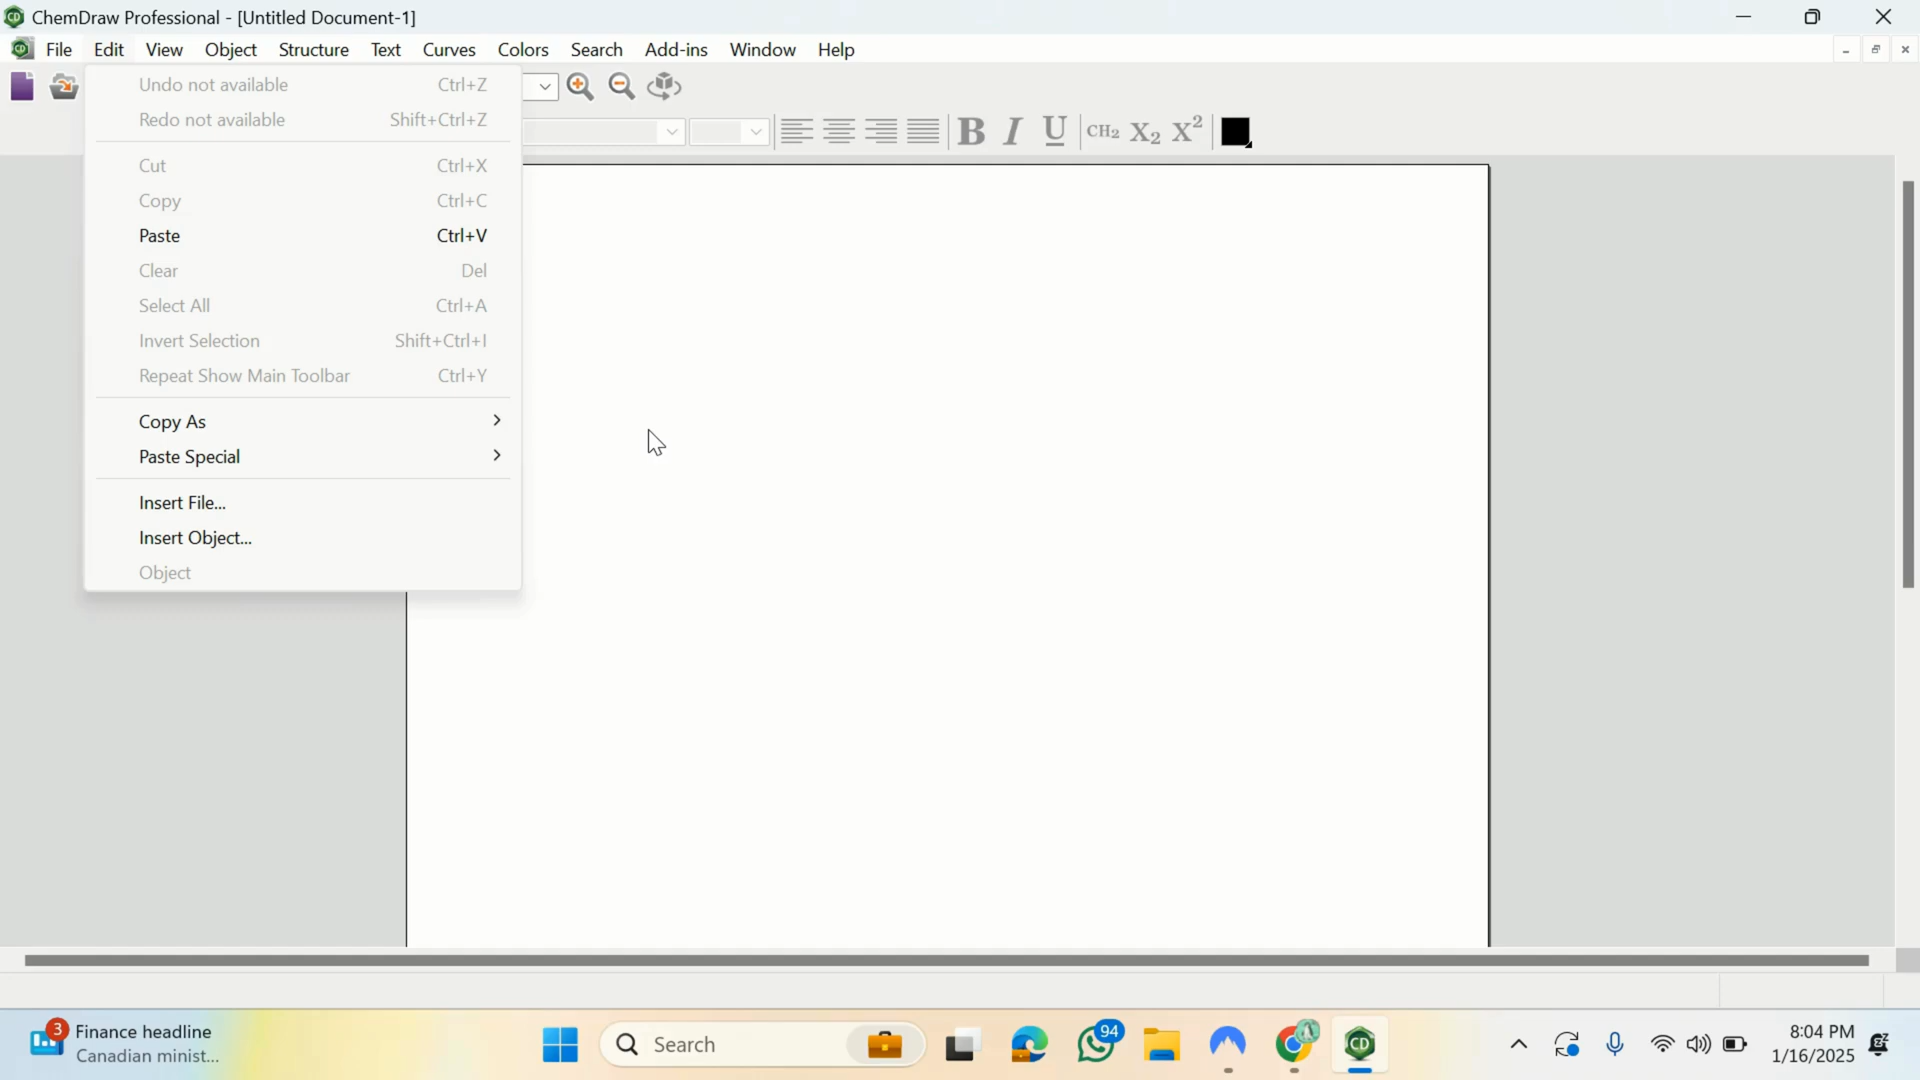 ChemDraw Professional - [Untitled Document-1]
File Edit View Object Structure Text Curves Colors Search Add-ins Window Help
Undo not available Ctrl+Z
Redo not available Shift+Ctrl+Z
B I U CH₂ X₂ X²
Cut Ctrl+X
Copy Ctrl+C
Paste Ctrl+V
Clear Del
Select All Ctrl+A
Invert Selection Shift+Ctrl+I
Repeat Show Main Toolbar Ctrl+Y
Copy As
Paste Special
Insert File...
Insert Object...
Object
3 Finance headline
Canadian minist...
Search
94
CD
8:04 PM
1/16/2025